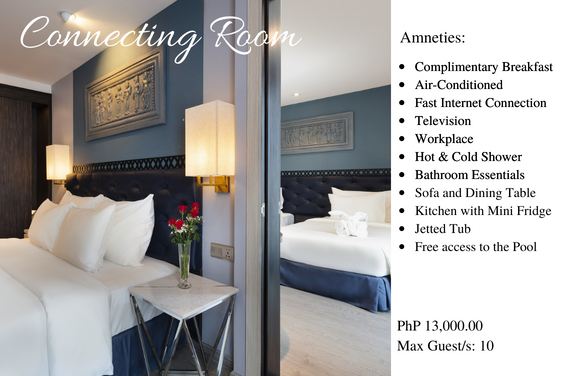 Connecting Room
Amneties:
Complimentary Breakfast
Air-Conditioned
Fast Internet Connection
Television
Workplace
Hot & Cold Shower
Bathroom Essentials
Sofa and Dining Table
Kitchen with Mini Fridge
Jetted Tub
Free access to the Pool
PhP 13,000.00
Max Guest/s: 10